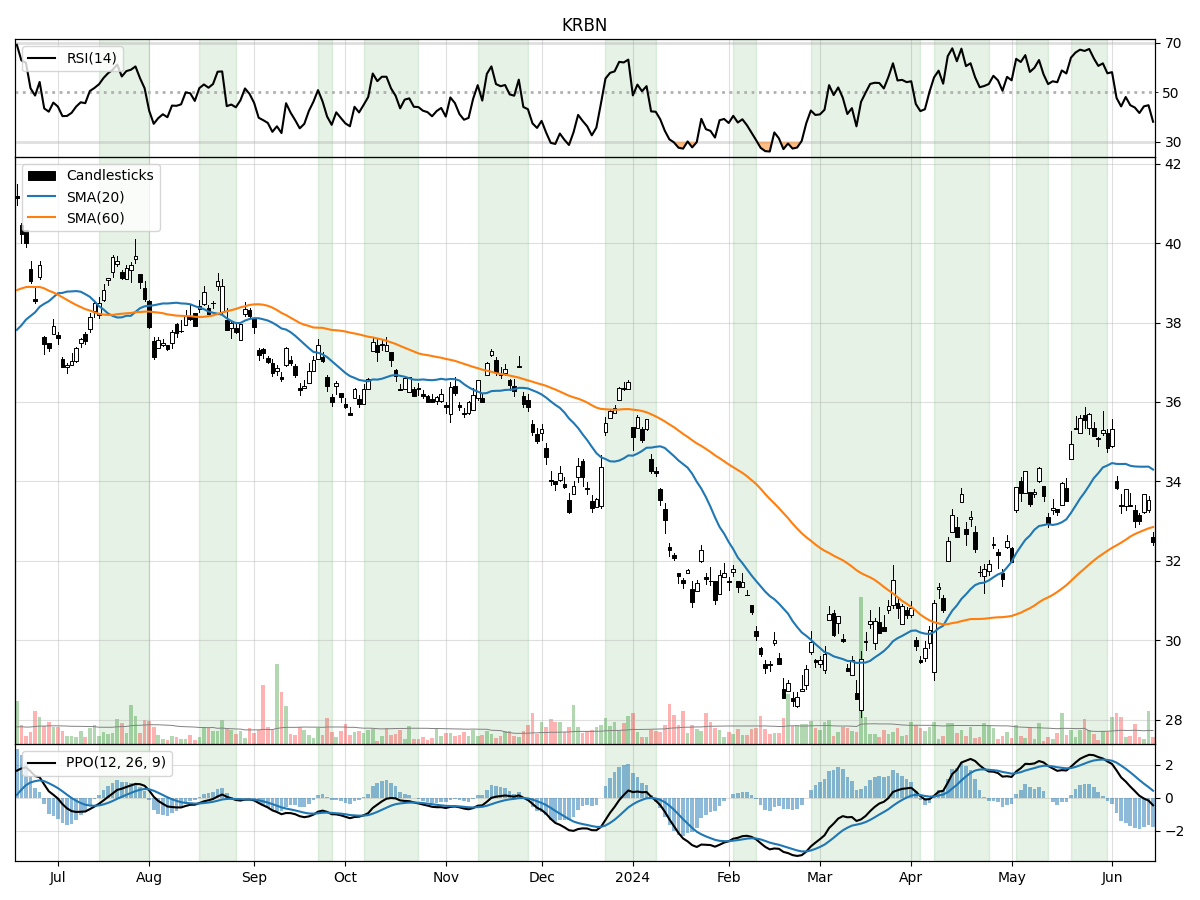 KRBN
RSI(14)
70
50
30
Candlesticks
SMA(20)
SMA(60)
42
40
38
36
34
32
30
28
PPO(12, 26, 9)
2
0
−2
Jul Aug Sep Oct Nov Dec 2024 Feb Mar Apr May Jun